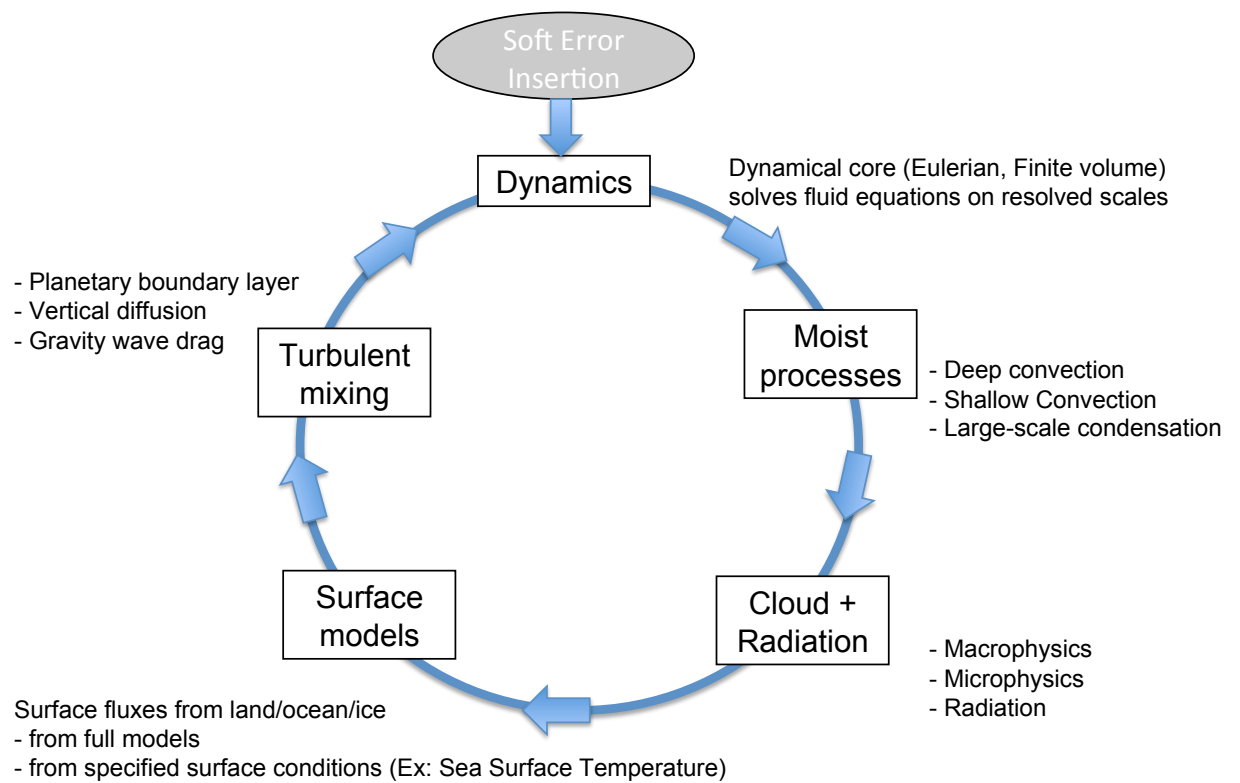 Soft Error
Insertion
Dynamics
Dynamical core (Eulerian, Finite volume)
solves fluid equations on resolved scales
Moist
processes
- Deep convection
- Shallow Convection
- Large-scale condensation
Cloud +
Radiation
- Macrophysics
- Microphysics
- Radiation
Surface
models
Surface fluxes from land/ocean/ice
- from full models
- from specified surface conditions (Ex: Sea Surface Temperature)
Turbulent
mixing
- Planetary boundary layer
- Vertical diffusion
- Gravity wave drag